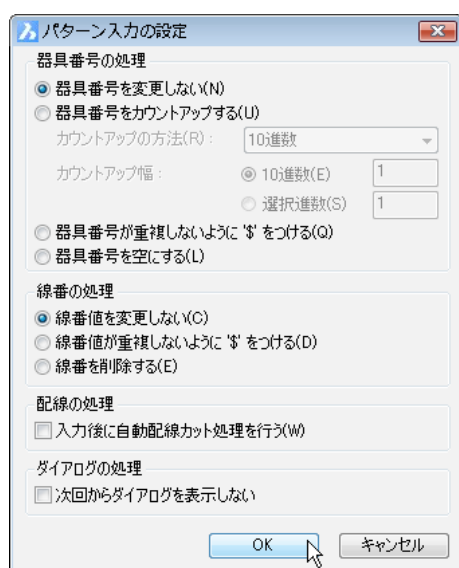 パターン入力の設定
器具番号の処理
器具番号を変更しない(N)
器具番号をカウントアップする(U)
カウントアップの方法(R)： 10進数
カウントアップ幅： 10進数(E) 1
選択進数(S) 1
器具番号が重複しないように '$' をつける(Q)
器具番号を空にする(L)
線番の処理
線番値を変更しない(C)
線番値が重複しないように '$' をつける(D)
線番を削除する(E)
配線の処理
入力後に自動配線カット処理を行う(W)
ダイアログの処理
次回からダイアログを表示しない
OK キャンセル